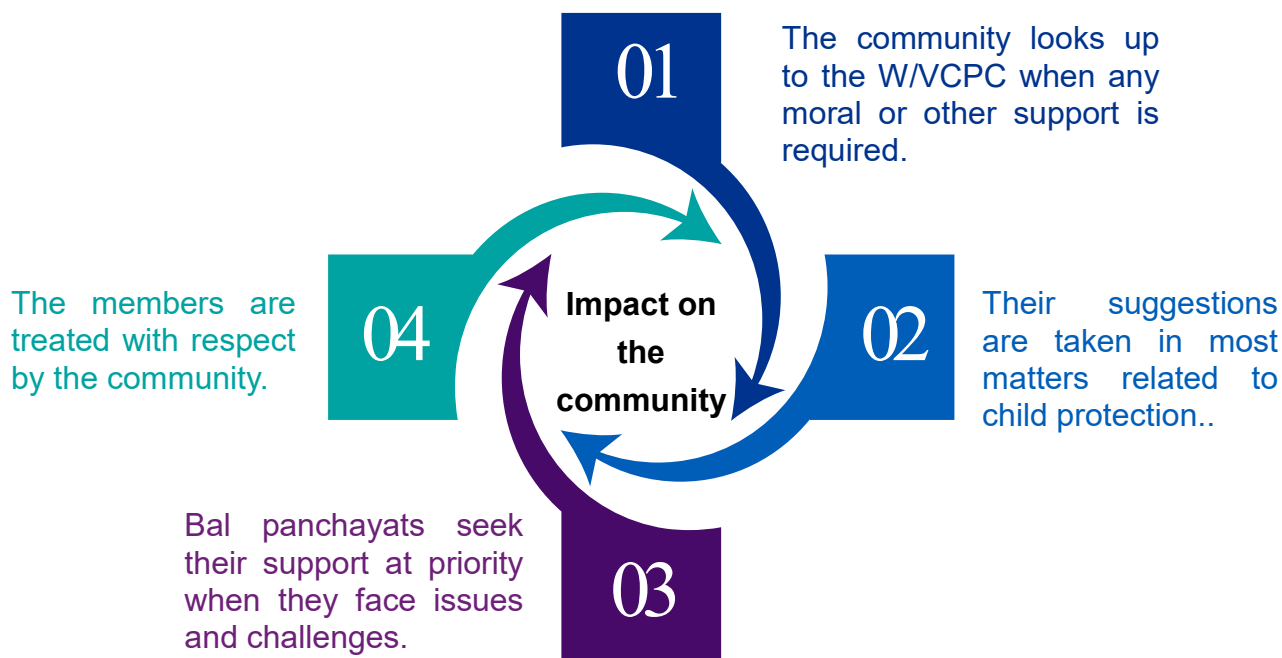 01
The community looks up
to the W/VCPC when any
moral or other support is
required.
02
Their suggestions
are taken in most
matters related to
child protection..
03
Bal panchayats seek
their support at priority
when they face issues
and challenges.
04
The members are
treated with respect
by the community.
Impact on
the
community